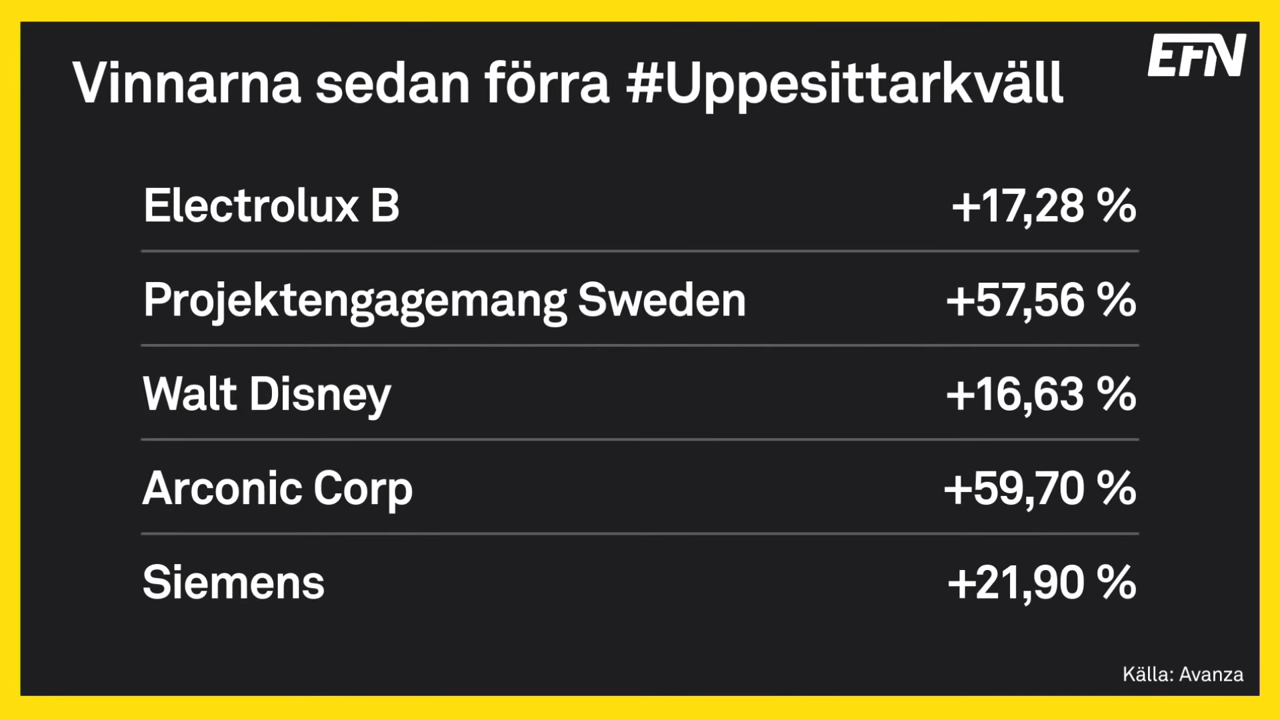 EFN
Vinnarna sedan förra #Uppesittarkväll
Electrolux B +17,28 %
Projektengagemang Sweden +57,56 %
Walt Disney +16,63 %
Arconic Corp +59,70 %
Siemens +21,90 %
Källa: Avanza